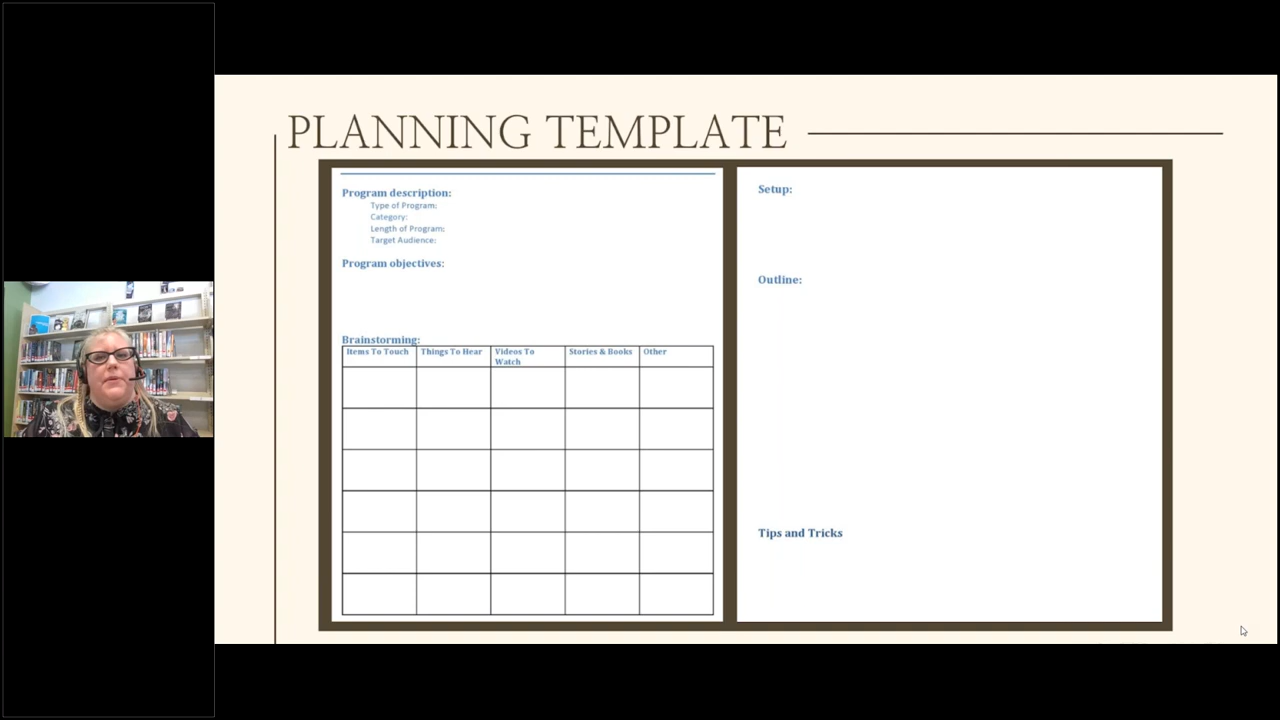 PLANNING TEMPLATE
Program description:
Type of Program:
Category:
Length of Program:
Target Audience:
Program objectives:
Brainstorming:
Items To Touch
Things To Hear
Videos To
Watch
Stories & Books
Other
Setup:
Outline:
Tips and Tricks